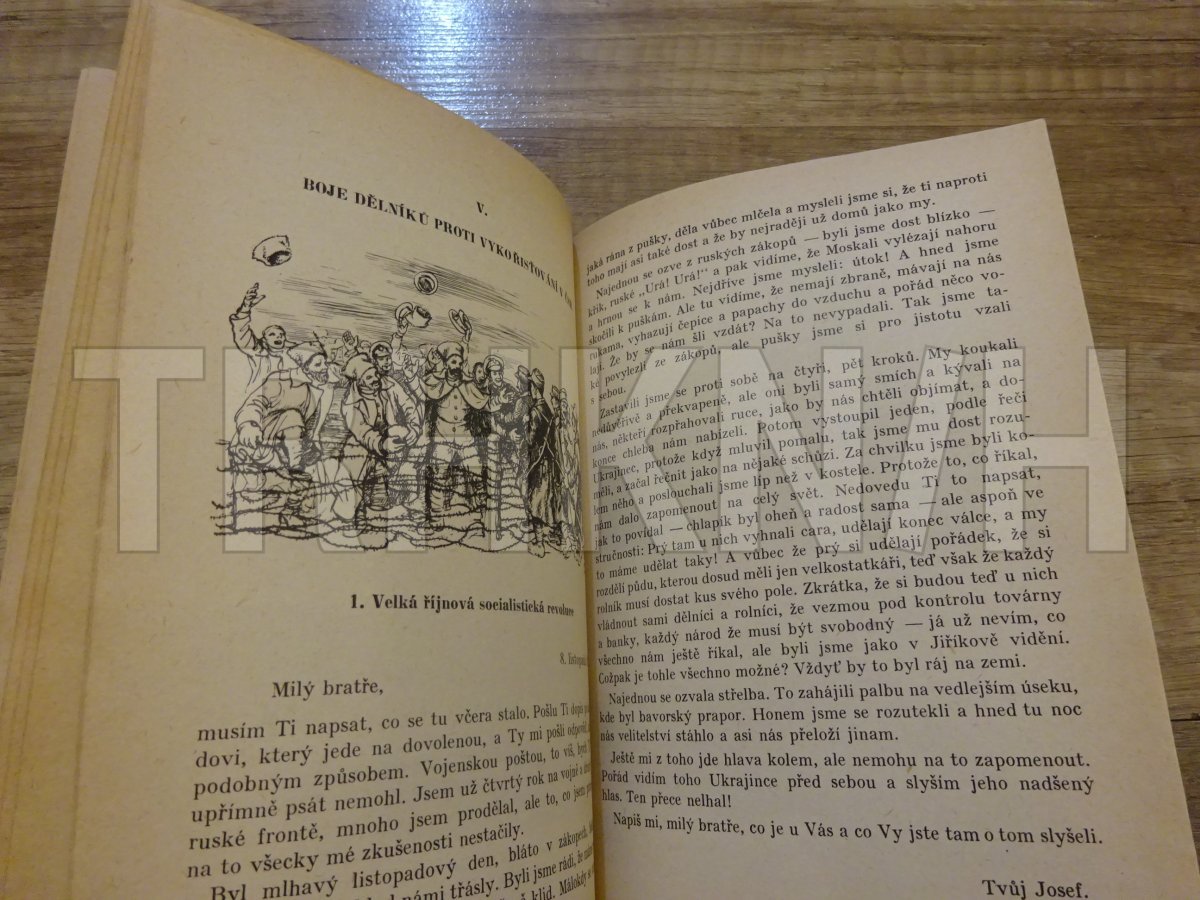 V.
BOJE DĚLNÍKŮ PROTI VYKOŘISŤOVÁNÍ V
1. Velká říjnová socialistická revoluce
8. listopadu
Milý bratře,
musím Ti napsat, co se tu včera stalo. Pošlu Ti dopis
dovi, který jede na dovolenou, a Ty mi pošli odpověď
podobným způsobem. Vojenskou poštou, to víš, bych
upřímně psát nemohl. Jsem už čtvrtý rok na vojně a
ruské frontě, mnoho jsem prodělal, ale to, co jsem
na to všecky mé zkušenosti nestačily.
Byl mlhavý listopadový den, bláto v zákopech,
námi třásly. Byli jsme rádi, že
klid. Málokdy
jaká rána z pušky, děla vůbec mlčela a mysleli jsme si, že ti naproti
toho mají asi také dost a že by nejraději už domů jako my.
Najednou se ozve z ruských zákopů — byli jsme dost blízko —
křik, ruské „Urá! Urá!“ a pak vidíme, že Moskali vylézají nahoru
a hrnou se k nám. Nejdříve jsme mysleli: útok! A hned jsme
skočili k puškám. Ale tu vidíme, že nemají zbraně, mávají na nás
rukama, vyhazují čepice a papachy do vzduchu a pořád něco vo-
lají. Že by se nám šli vzdát? Na to nevypadali. Tak jsme ta-
ké povylezli ze zákopů, ale pušky jsme si pro jistotu vzali
s sebou.
Zastavili jsme se proti sobě na čtyři, pět kroků. My koukali
nedůvěřivě a překvapeně, ale oni byli samý smích a kývali na
nás, někteří rozpřahovali ruce, jako by nás chtěli objímat, a do-
konce chleba nám nabízeli. Potom vystoupil jeden, podle řeči
Ukrajinec, protože když mluvil pomalu, tak jsme mu dost rozu-
měli, a začal řečnit jako na nějaké schůzi. Za chvilku jsme byli ko-
lem něho a poslouchali jsme líp než v kostele. Protože to, co říkal,
nám dalo zapomenout na celý svět. Nedovedu Ti to napsat,
jak to povídal — chlapík byl oheň a radost sama — ale aspoň ve
stručnosti: Prý tam u nich vyhnali cara, udělají konec válce, a my
to máme udělat taky! A vůbec že prý si udělají pořádek, že si
rozdělí půdu, kterou dosud měli jen velkostatkáři, teď však že každý
rolník musí dostat kus svého pole. Zkrátka, že si budou teď u nich
vládnout sami dělníci a rolníci, že vezmou pod kontrolu továrny
a banky, každý národ že musí být svobodný — já už nevím, co
všechno nám ještě říkal, ale byli jsme jako v Jiříkově vidění.
Cožpak je tohle všechno možné? Vždyť by to byl ráj na zemi.
Najednou se ozvala střelba. To zahájili palbu na vedlejším úseku,
kde byl bavorský prapor. Honem jsme se rozutekli a hned tu noc
nás velitelství stáhlo a asi nás přeloží jinam.
Ještě mi z toho jde hlava kolem, ale nemohu na to zapomenout.
Pořád vidím toho Ukrajince před sebou a slyším jeho nadšený
hlas. Ten přece nelhal!
Napiš mi, milý bratře, co je u Vás a co Vy jste tam o tom slyšeli.
Tvůj Josef.